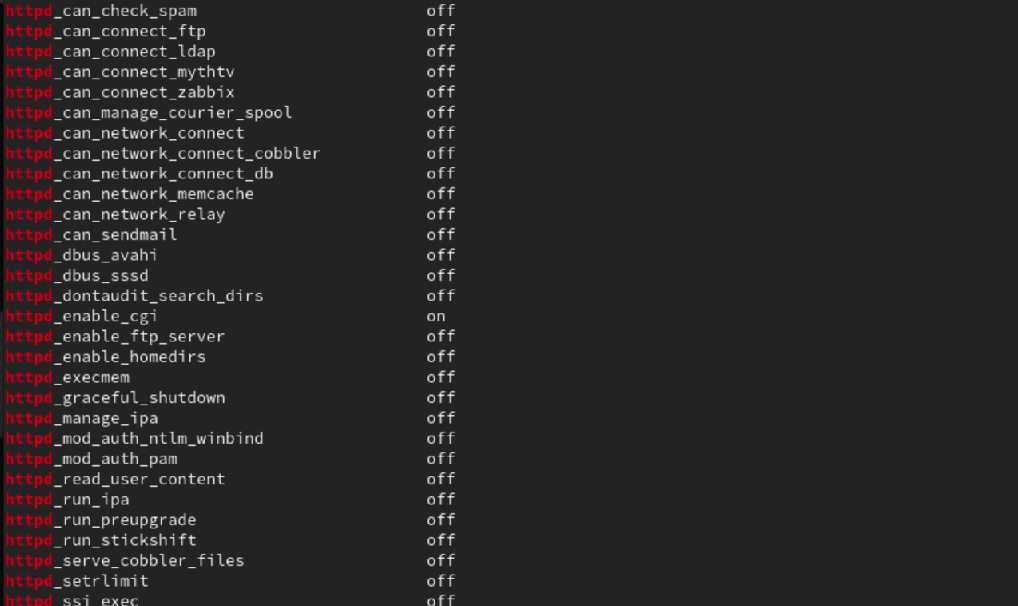 httpd_can_check_spam off
httpd_can_connect_ftp off
httpd_can_connect_ldap off
httpd_can_connect_mythtv off
httpd_can_connect_zabbix off
httpd_can_manage_courier_spool off
httpd_can_network_connect off
httpd_can_network_connect_cobbler off
httpd_can_network_connect_db off
httpd_can_network_memcache off
httpd_can_network_relay off
httpd_can_sendmail off
httpd_dbus_avahi off
httpd_dbus_sssd off
httpd_dontaudit_search_dirs off
httpd_enable_cgi on
httpd_enable_ftp_server off
httpd_enable_homedirs off
httpd_execmem off
httpd_graceful_shutdown off
httpd_manage_ipa off
httpd_mod_auth_ntlm_winbind off
httpd_mod_auth_pam off
httpd_read_user_content off
httpd_run_ipa off
httpd_run_preupgrade off
httpd_run_stickshift off
httpd_serve_cobbler_files off
httpd_setrlimit off
httpd_ssi_exec off